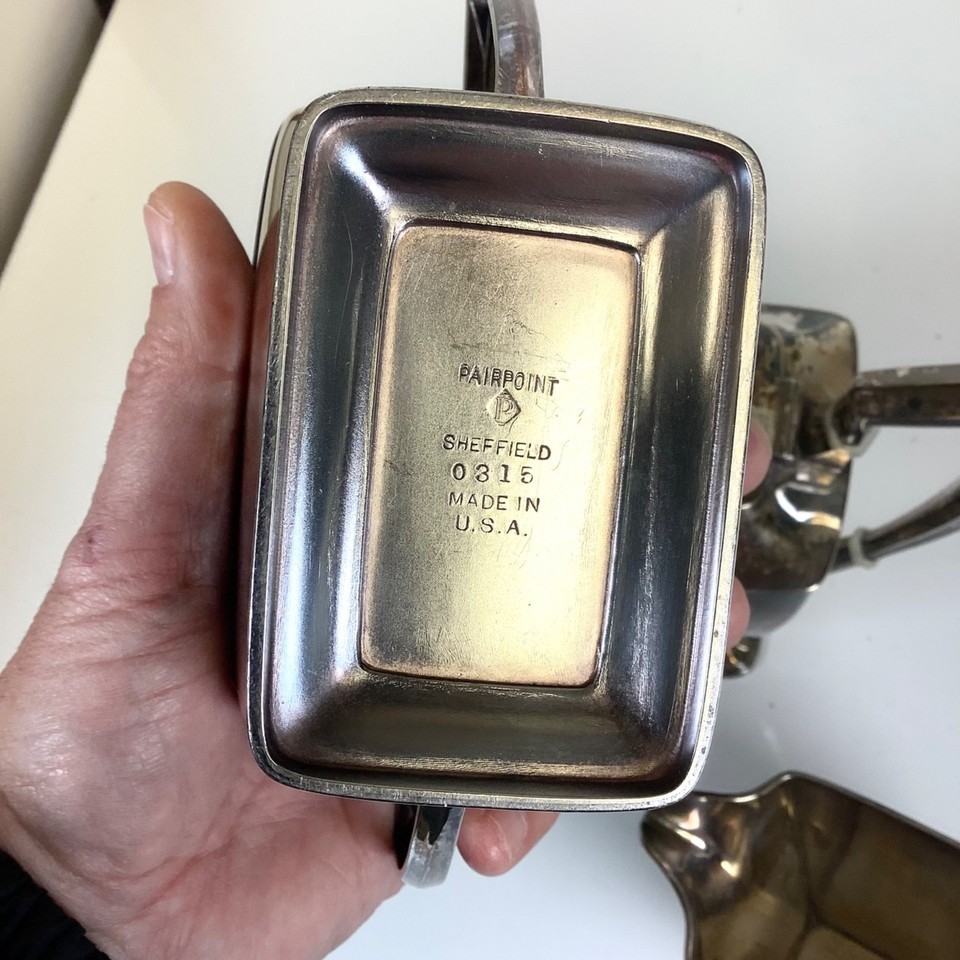 PAIRPOINT
P
SHEFFIELD
0315
MADE IN
U.S.A.